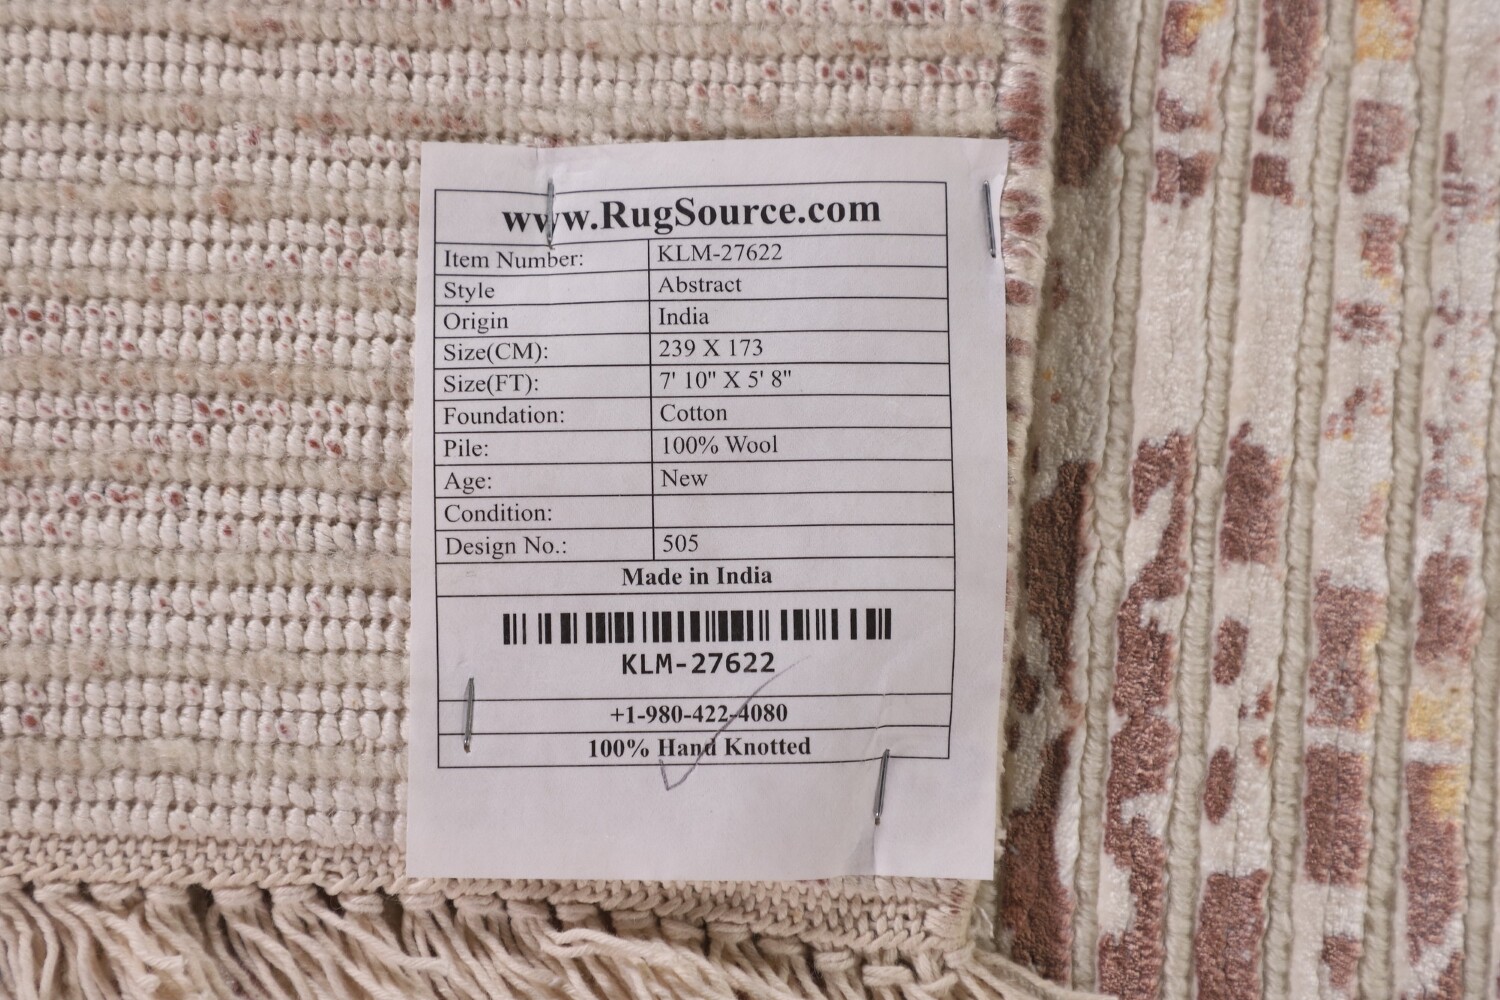 www.RugSource.com
Item Number: KLM-27622
Style Abstract
Origin India
Size(CM): 239 X 173
Size(FT): 7' 10" X 5' 8"
Foundation: Cotton
Pile: 100% Wool
Age: New
Condition:
Design No.: 505
Made in India
KLM-27622
+1-980-422-4080
100% Hand Knotted